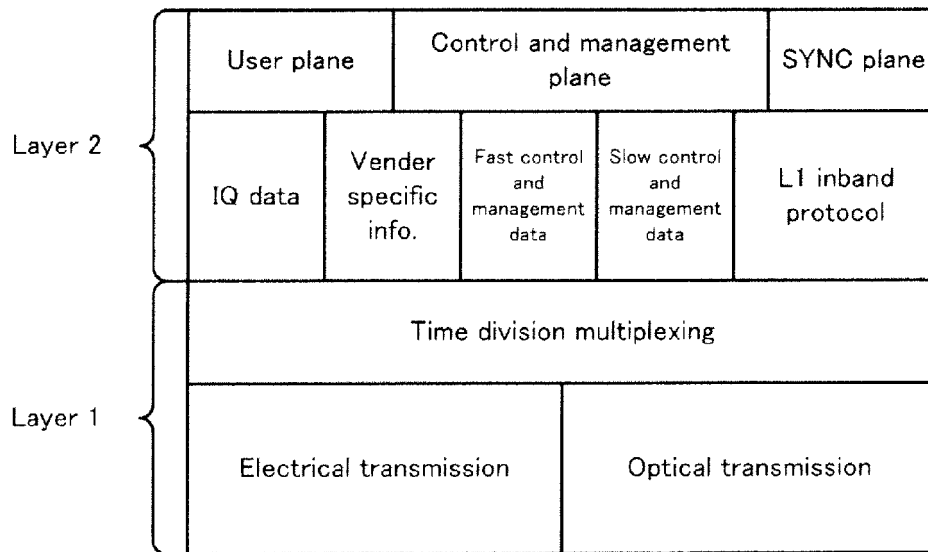 User plane
Control and management
plane
SYNC plane
Layer 2
IQ data
Vender
specific
info.
Fast control
and
management
data
Slow control
and
management
data
L1 inband
protocol
Time division multiplexing
Layer 1
Electrical transmission
Optical transmission